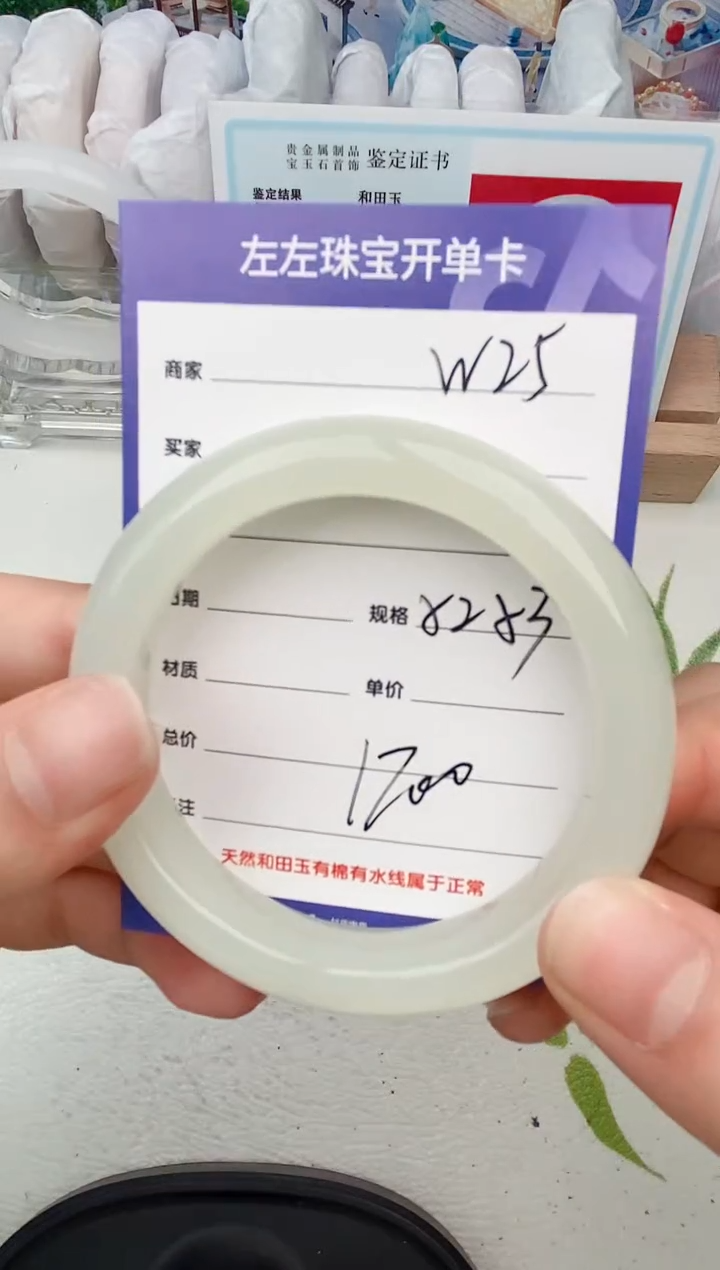 贵金属制品
宝玉石首饰 鉴定证书
鉴定结果 和田玉
左左珠宝开单卡
商家 W25
买家
日期 规格 8283
材质 单价
总价 1700
注
天然和田玉有棉有水线属于正常